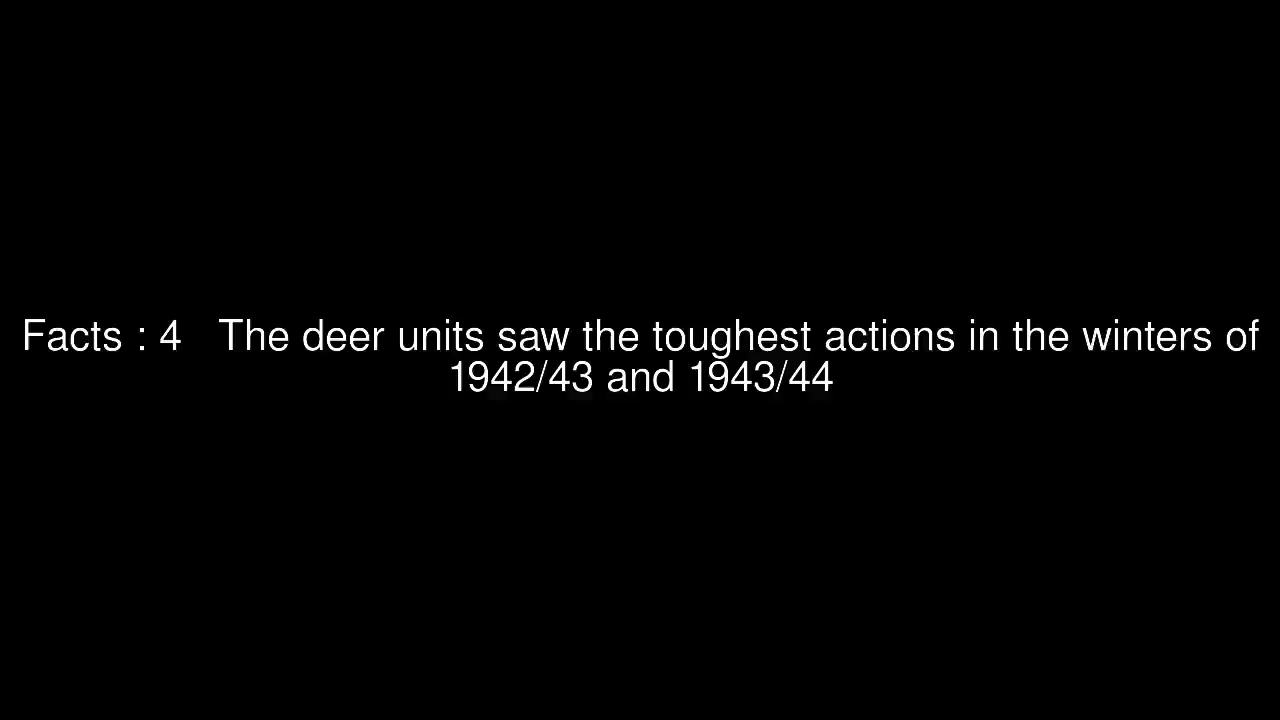 Facts : 4   The deer units saw the toughest actions in the winters of
1942/43 and 1943/44